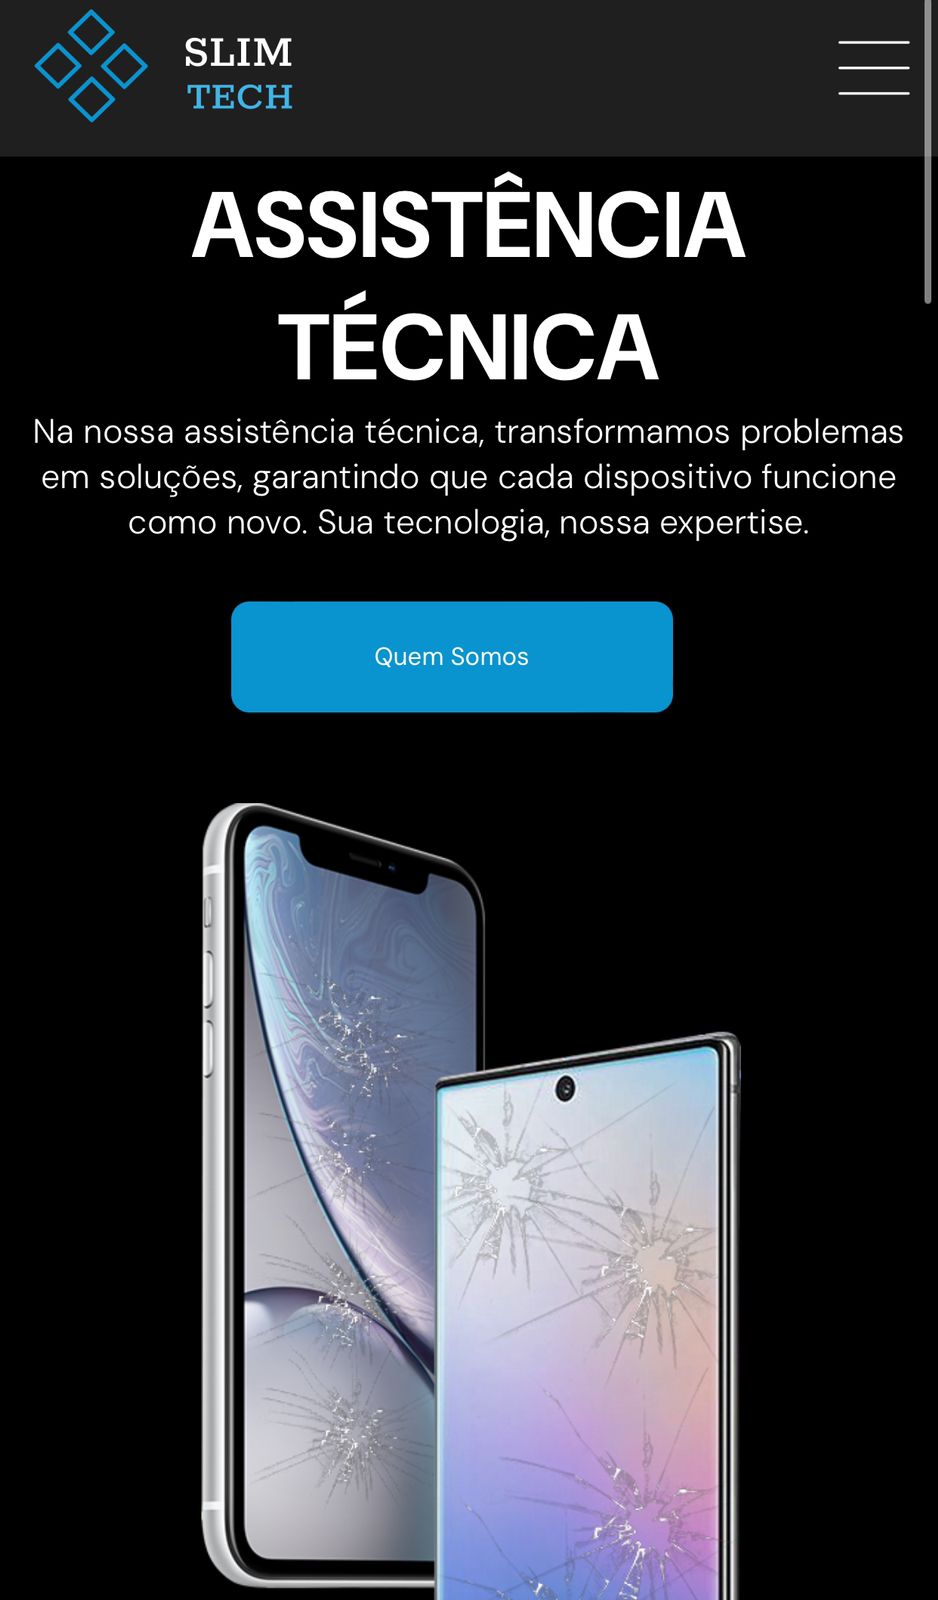 SLIM
TECH
ASSISTÊNCIA
TÉCNICA
Na nossa assistência técnica, transformamos problemas
em soluções, garantindo que cada dispositivo funcione
como novo. Sua tecnologia, nossa expertise.
Quem Somos